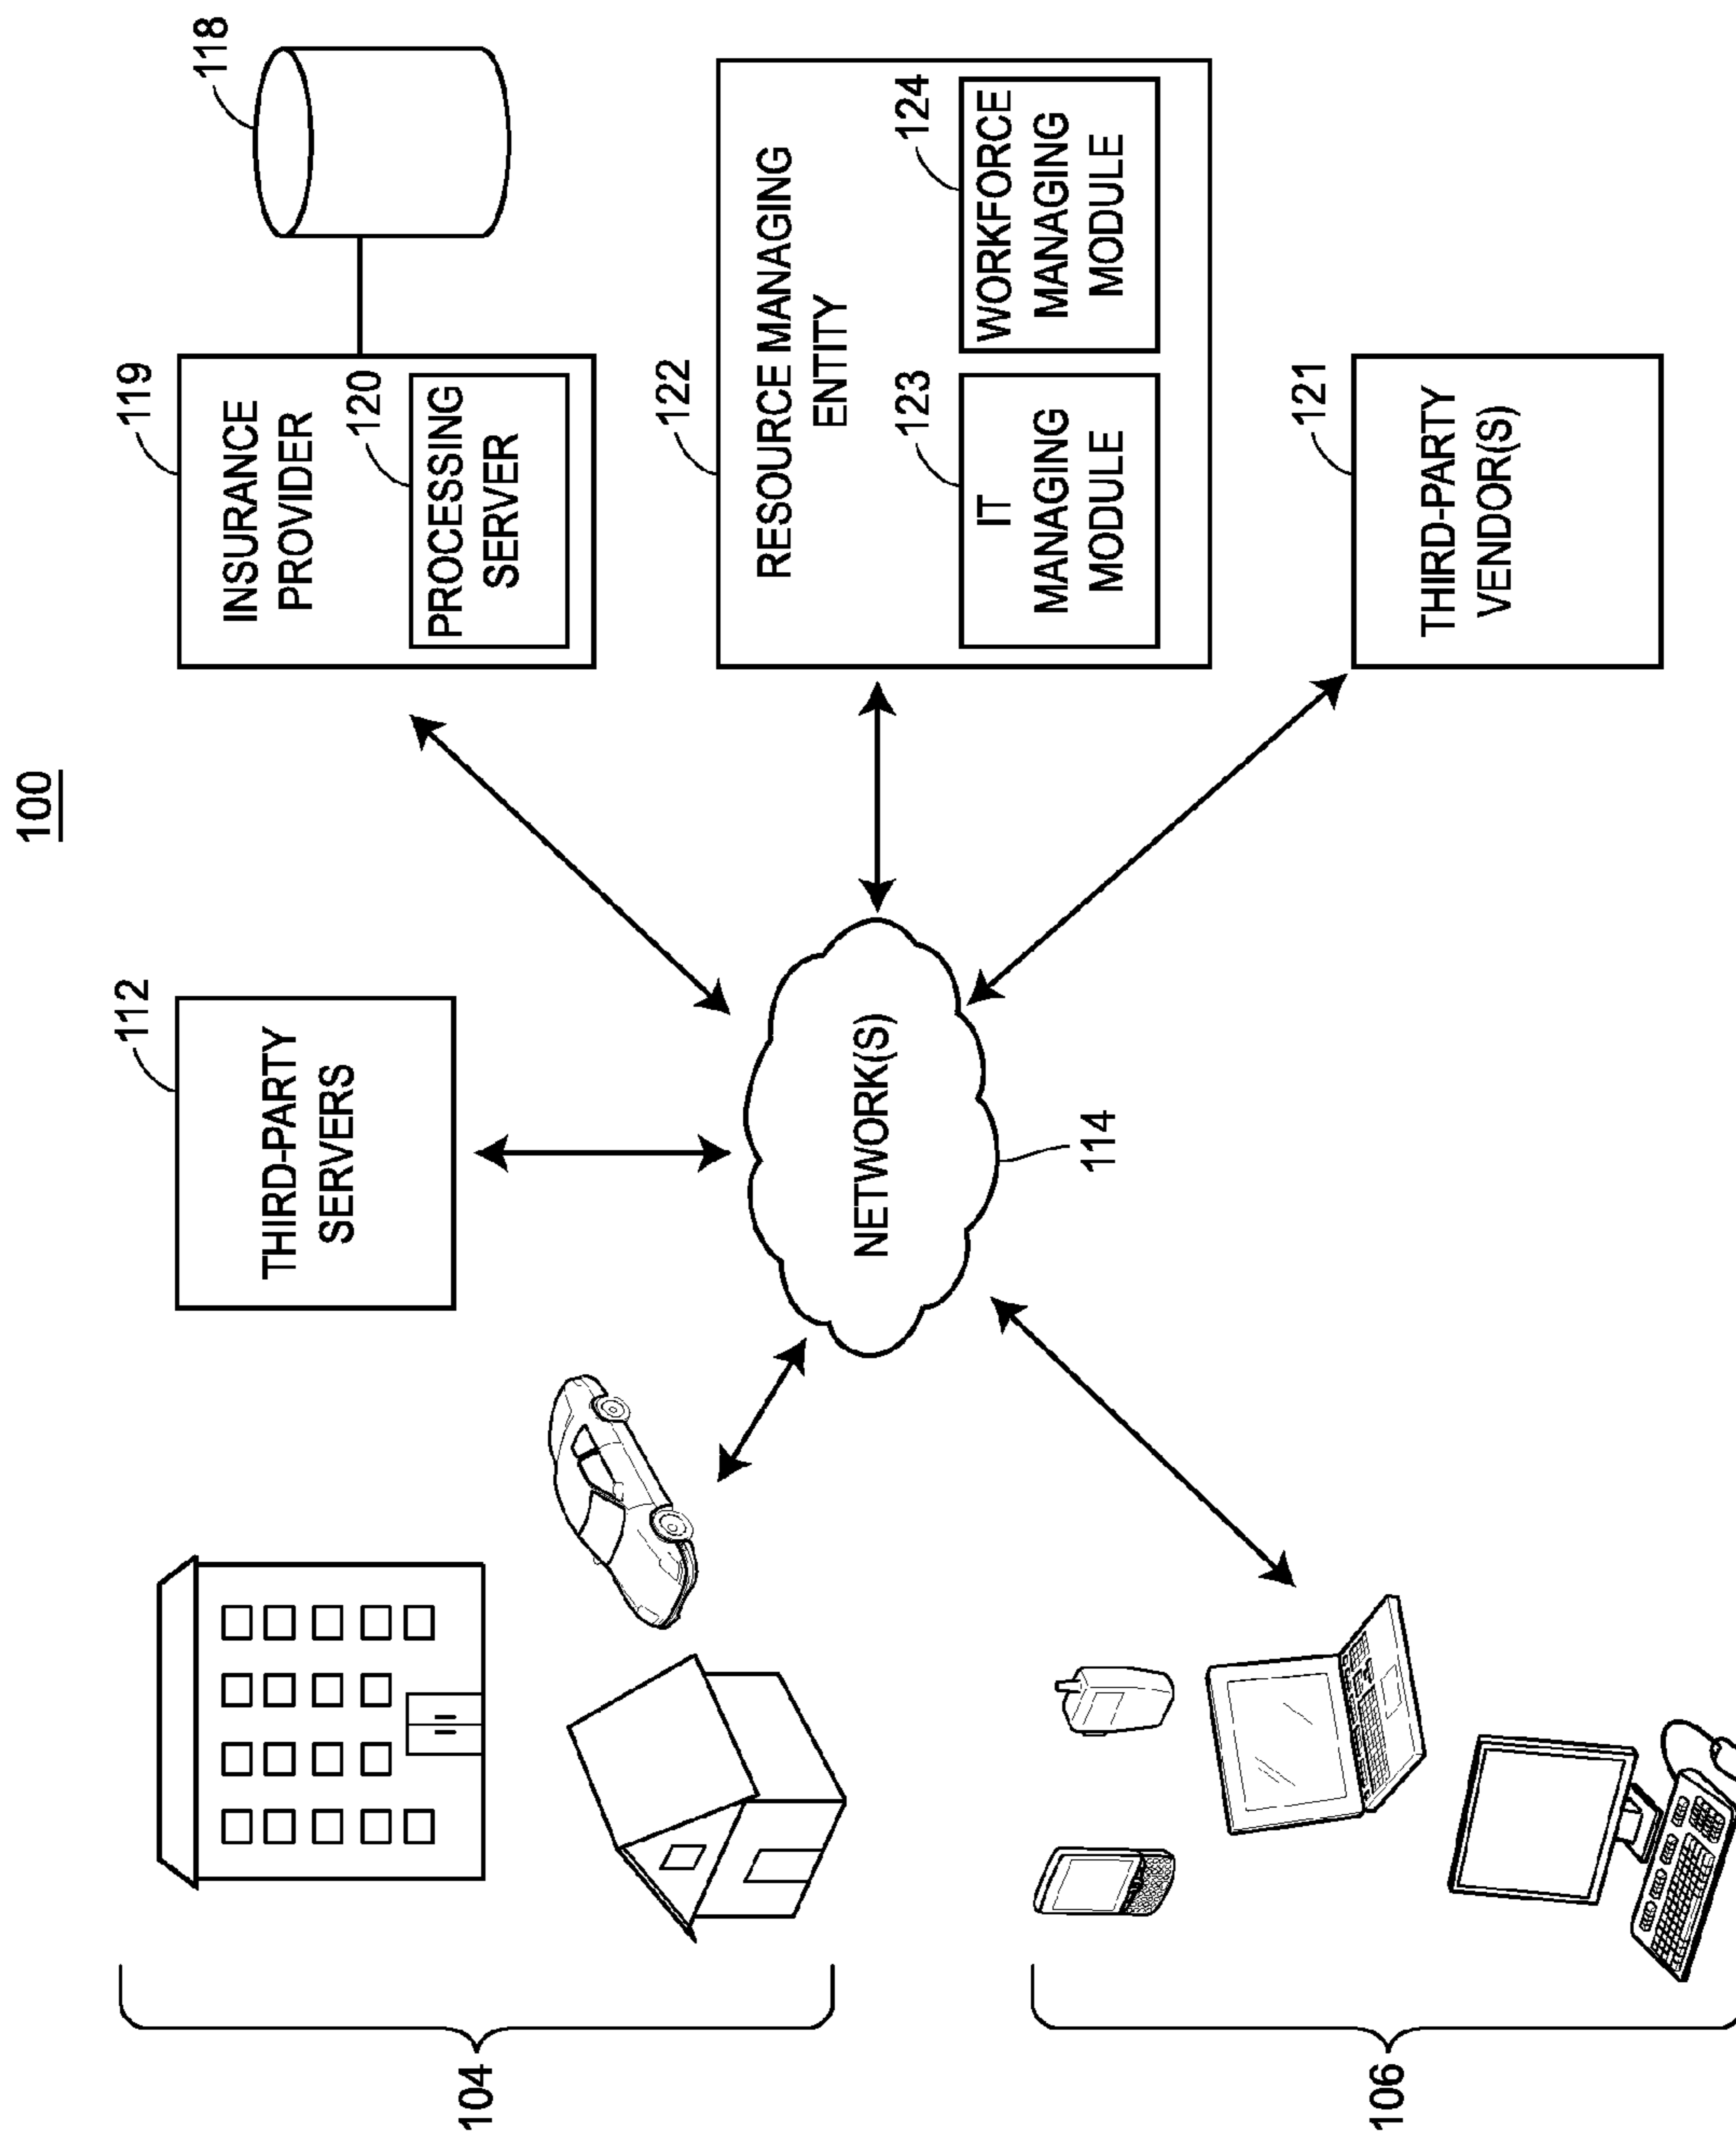 100
THIRD-PARTY
SERVERS
112
INSURANCE
PROVIDER
119
PROCESSING
SERVER
120
118
104
NETWORK(S)
114
RESOURCE MANAGING
ENTITY
122
IT
MANAGING
MODULE
123
WORKFORCE
MANAGING
MODULE
124
106
THIRD-PARTY
VENDOR(S)
121